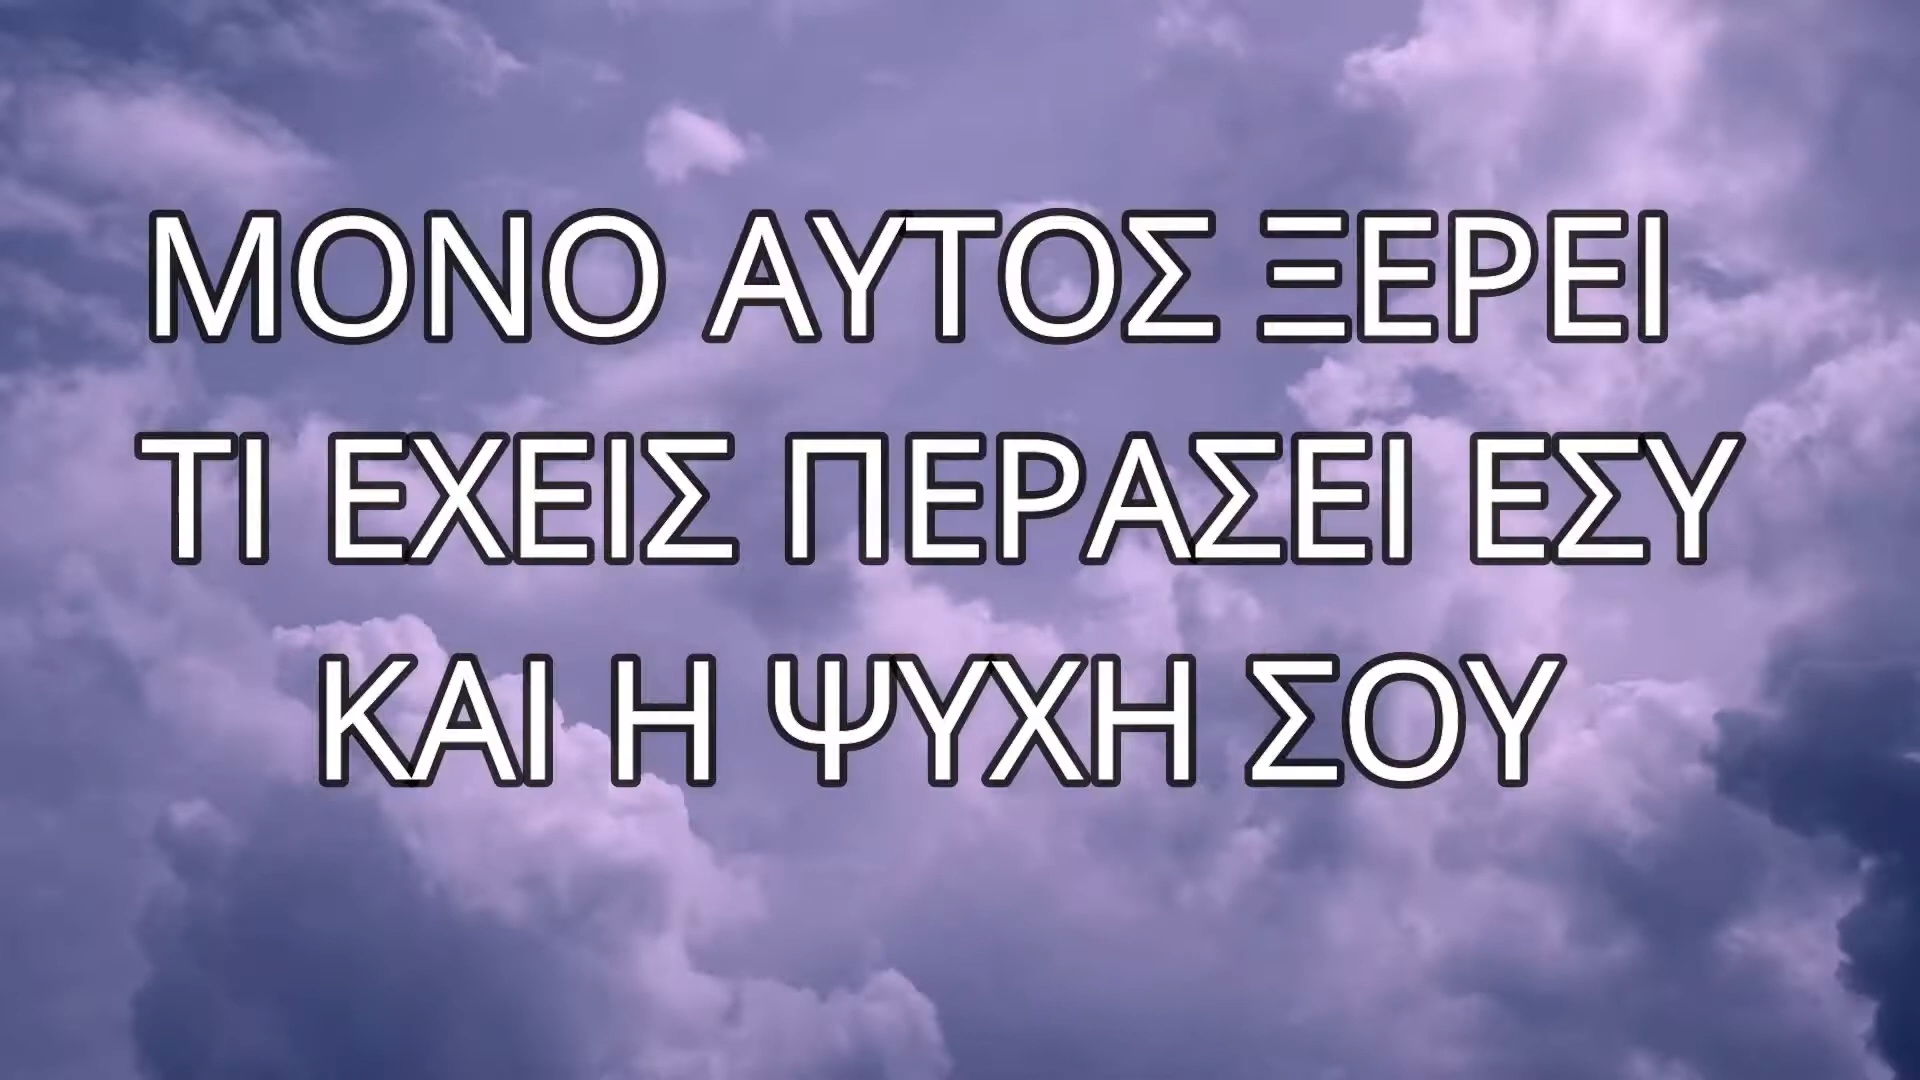 ΜΟΝΟ ΑΥΤΟΣ ΞΕΡΕΙ
ΤΙ ΕΧΕΙΣ ΠΕΡΑΣΕΙ ΕΣΥ
ΚΑΙ Η ΨΥΧΗ ΣΟΥ